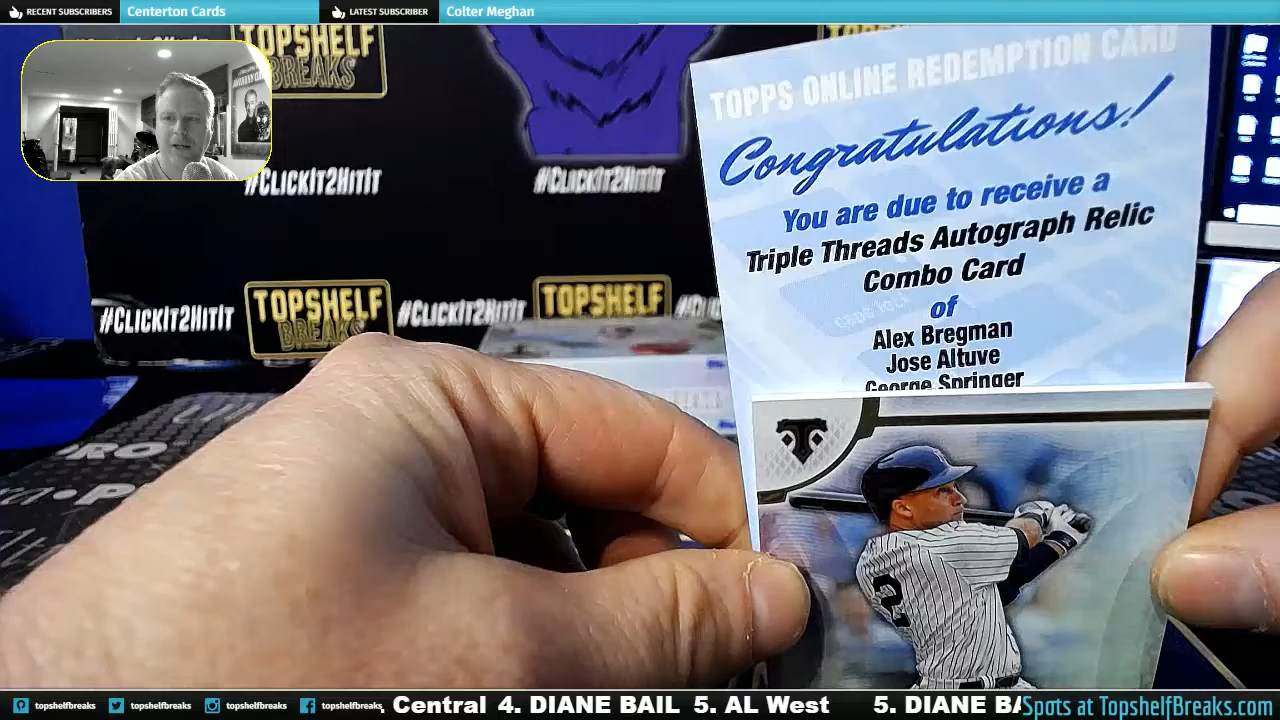 RECENT SUBSCRIBERS Centerton Cards LATEST SUBSCRIBER Colter Meghan
TOPSHELF
BREAKS
#CLICKIT2HITIT #CLICKIT2HITIT
#CLICKIT2HITIT TOPSHELF BREAKS #CLICKIT2HITIT TOPSHELF
TOPPS ONLINE REDEMPTION CARD
Congratulations!
You are due to receive a
Triple Threads Autograph Relic
Combo Card
of
Alex Bregman
Jose Altuve
George Springer
2
topshelfbreaks topshelfbreaks topshelfbreaks topshelfbreaks, Central 4. DIANE BAIL 5. AL West 5. DIANE BA
Spots at TopshelfBreaks.com